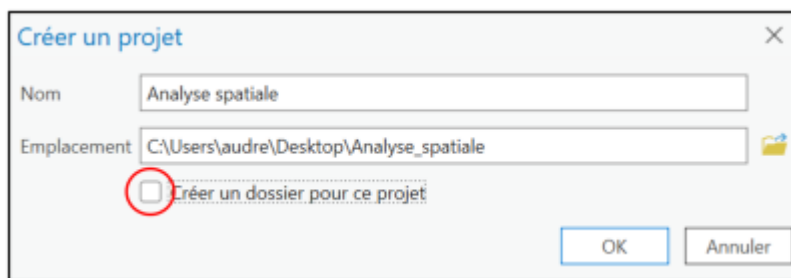 Créer un projet
Nom Analyse spatiale
Emplacement C:\Users\audre\Desktop\Analyse_spatiale
Créer un dossier pour ce projet
OK Annuler